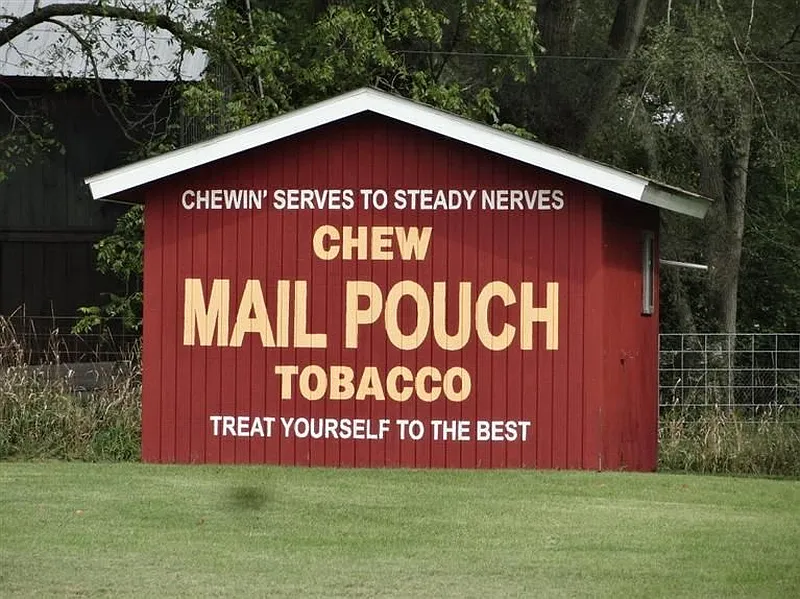 CHEWIN' SERVES TO STEADY NERVES
CHEW
MAIL POUCH
TOBACCO
TREAT YOURSELF TO THE BEST